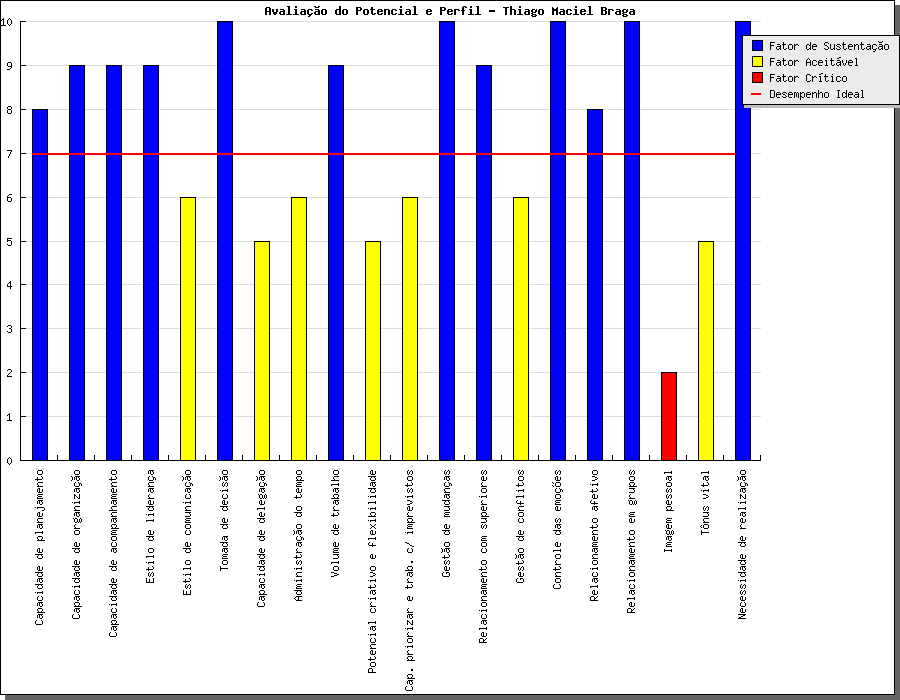 Avaliação do Potencial e Perfil - Thiago Maciel Braga
Fator de Sustentação
Fator Aceitável
Fator Crítico
Desempenho Ideal
10
9
8
7
6
5
4
3
2
1
0
Capacidade de planejamento
Capacidade de organização
Capacidade de acompanhamento
Estilo de liderança
Estilo de comunicação
Tomada de decisão
Capacidade de delegação
Administração do tempo
Volume de trabalho
Potencial criativo e flexibilidade
Cap. priorizar e trab. c/ imprevistos
Gestão de mudanças
Relacionamento com superiores
Gestão de conflitos
Controle das emoções
Relacionamento afetivo
Relacionamento em grupos
Imagem pessoal
Tônus vital
Necessidade de realização